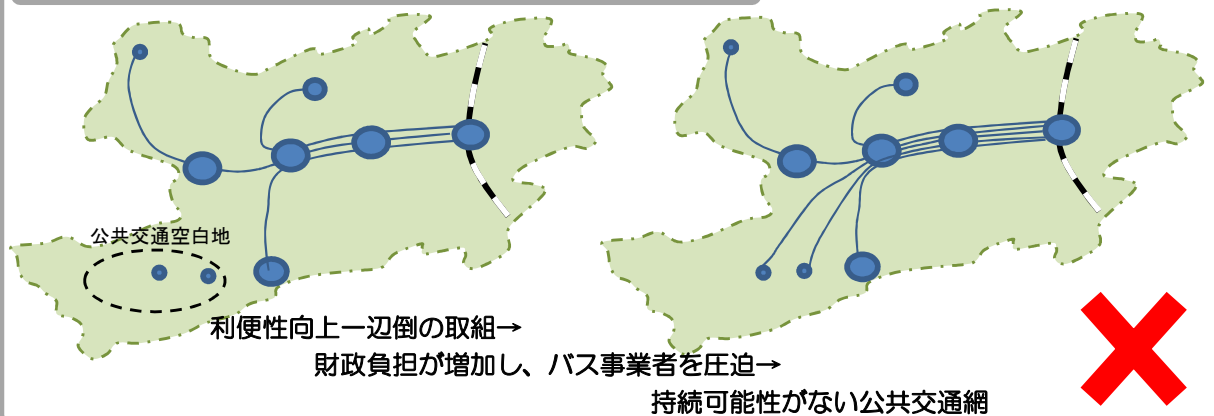 公共交通空白地
利便性向上一辺倒の取組→
財政負担が増加し、バス事業者を圧迫→
持続可能性がない公共交通網